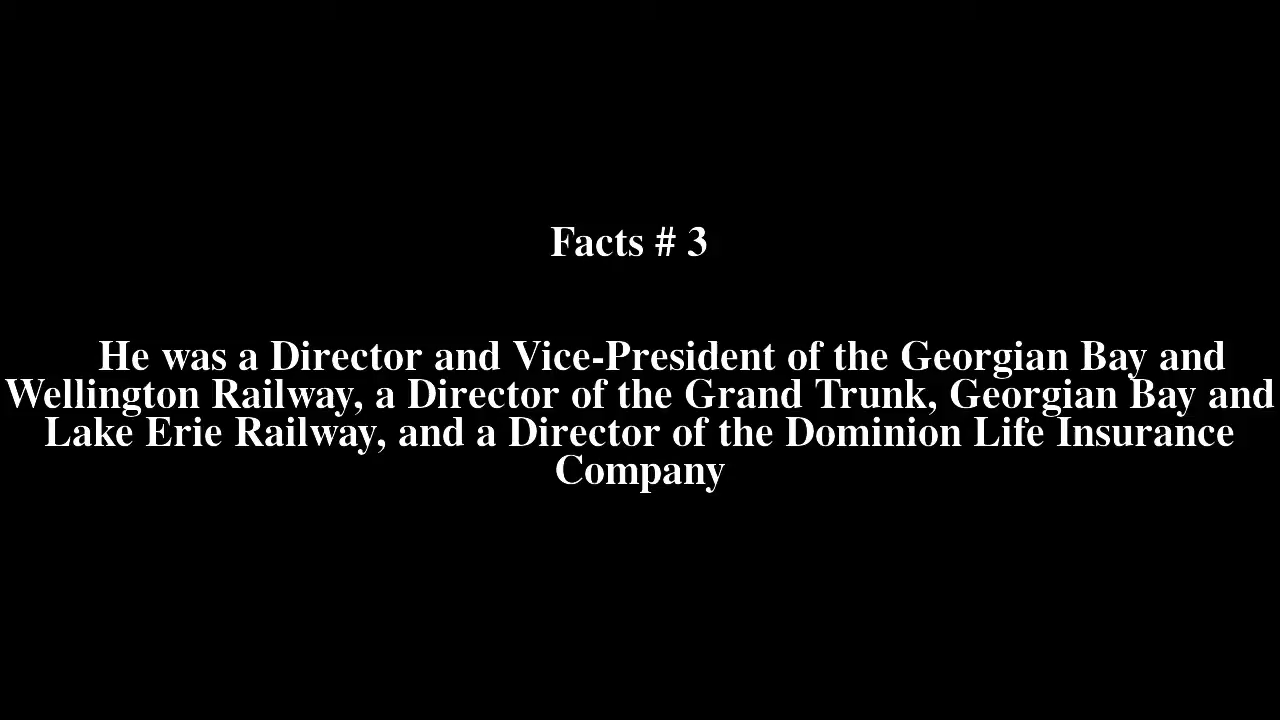 Facts # 3
He was a Director and Vice-President of the Georgian Bay and
Wellington Railway, a Director of the Grand Trunk, Georgian Bay and
Lake Erie Railway, and a Director of the Dominion Life Insurance
Company